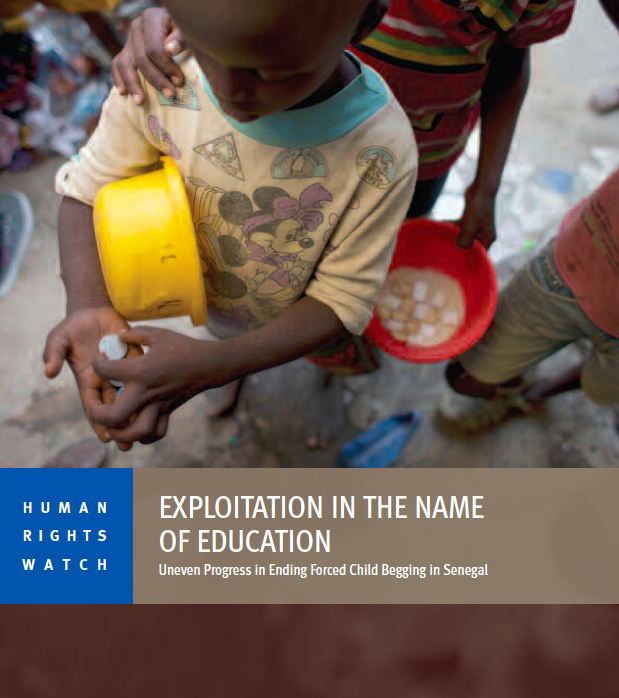 HUMAN
RIGHTS
WATCH
EXPLOITATION IN THE NAME
OF EDUCATION
Uneven Progress in Ending Forced Child Begging in Senegal